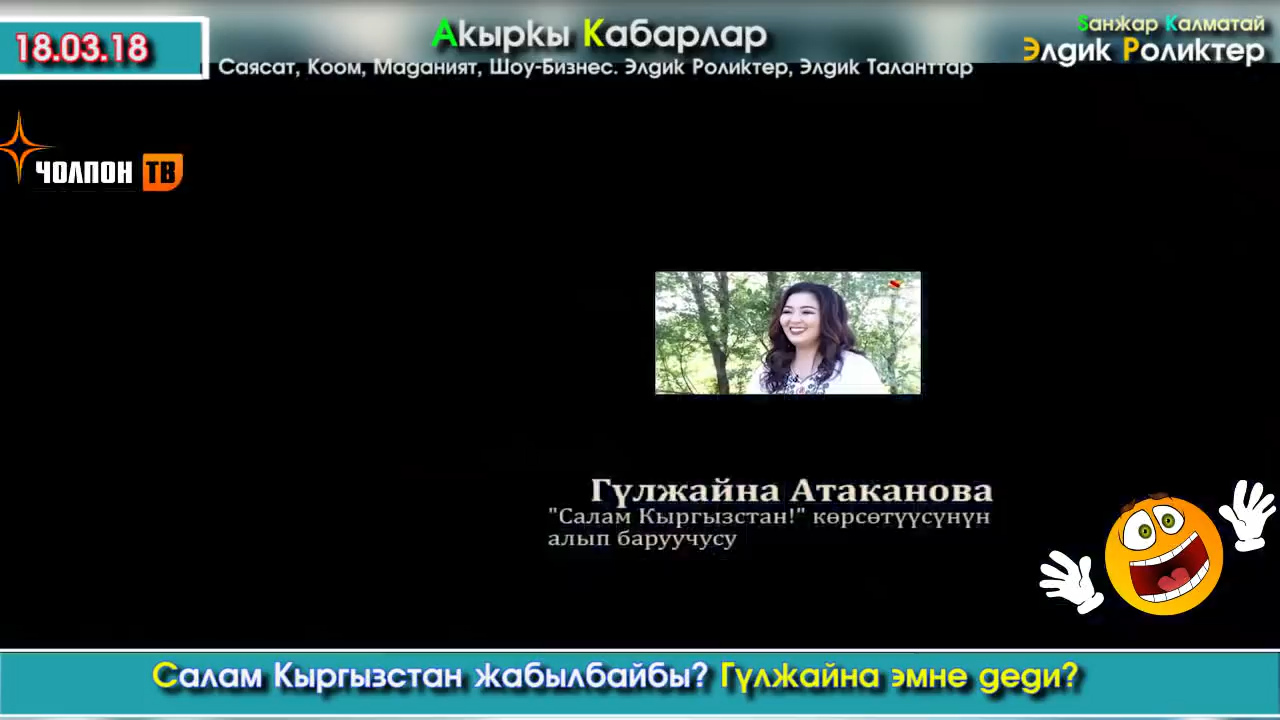 18.03.18
Акыркы Кабарлар
Sанжар Калматай
Элдик Роликтер
Саясат, Коом, Маданият, Шоу-Бизнес. Элдик Роликтер, Элдик Таланттар
ЧОЛПОН ТВ
Гүлжайна Атаканова
"Салам Кыргызстан!" көрсөтүүсүнүн
алып баруучусу
Салам Кыргызстан жабылбайбы? Гүлжайна эмне деди?